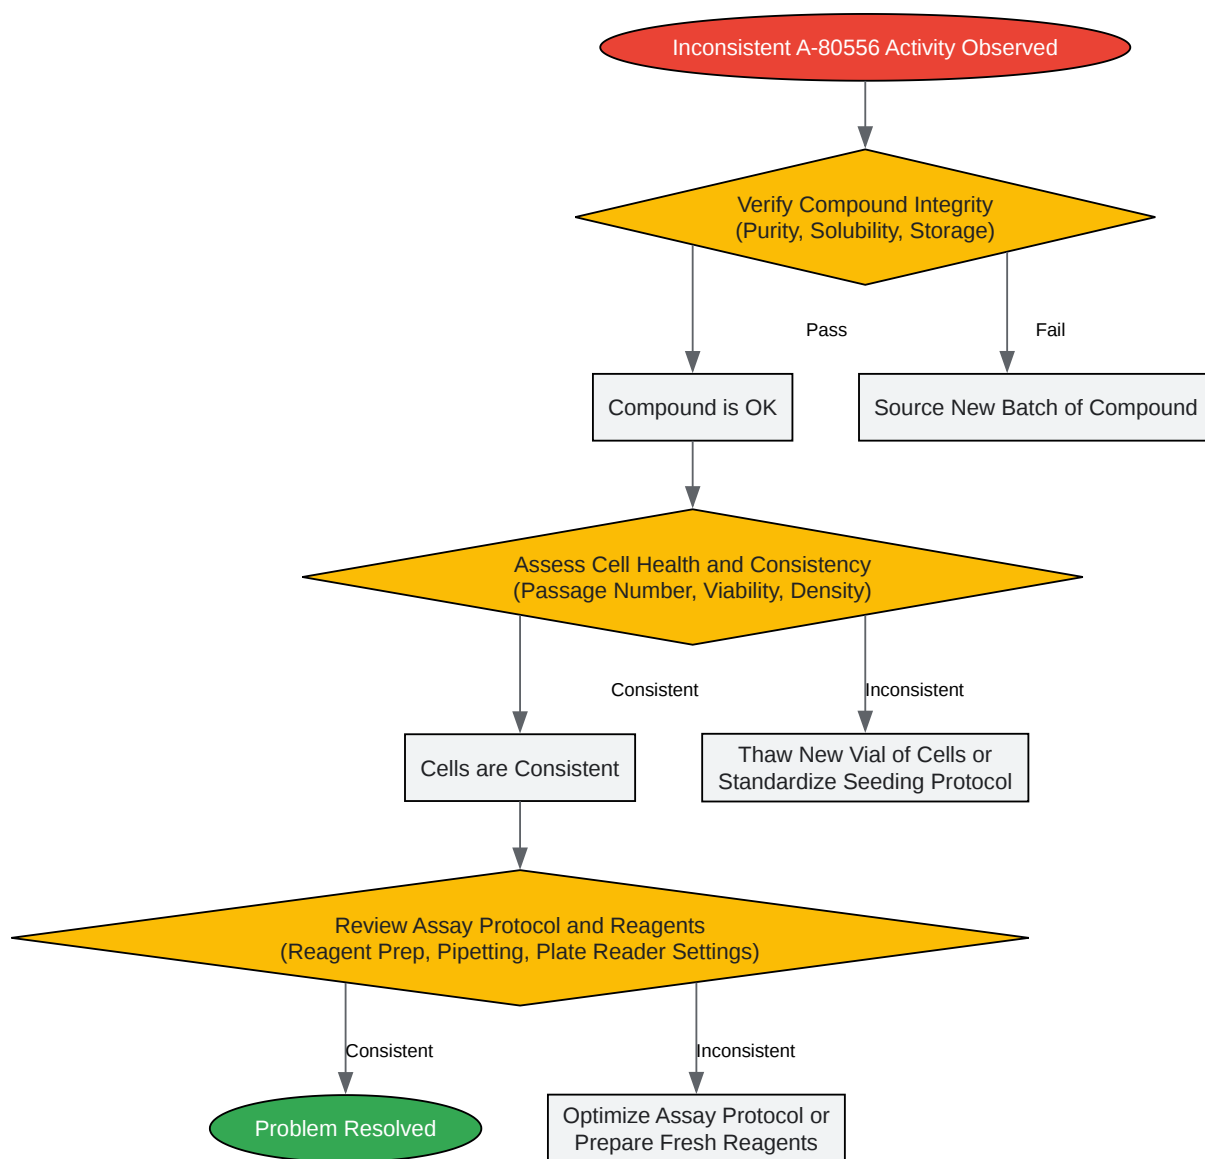 Inconsistent A-80556 Activity Observed
Verify Compound Integrity
(Purity, Solubility, Storage)
Pass
Fail
Compound is OK
Source New Batch of Compound
Assess Cell Health and Consistency
(Passage Number, Viability, Density)
Consistent
Inconsistent
Cells are Consistent
Thaw New Vial of Cells or
Standardize Seeding Protocol
Review Assay Protocol and Reagents
(Reagent Prep, Pipetting, Plate Reader Settings)
Consistent
Inconsistent
Problem Resolved
Optimize Assay Protocol or
Prepare Fresh Reagents